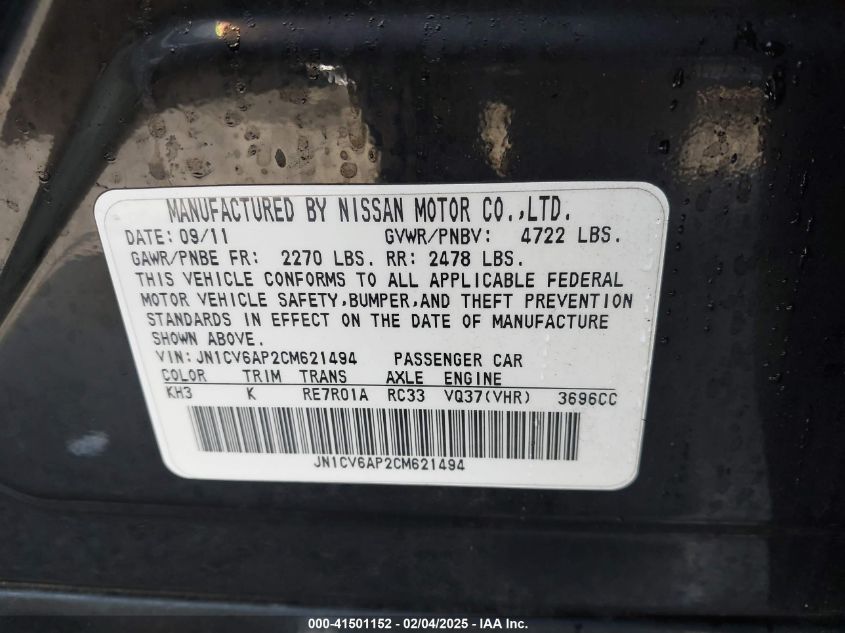 MANUFACTURED BY NISSAN MOTOR CO.,LTD.
DATE: 09/11 GVWR/PNBV: 4722 LBS.
GAWR/PNBE FR: 2270 LBS. RR: 2478 LBS.
THIS VEHICLE CONFORMS TO ALL APPLICABLE FEDERAL
MOTOR VEHICLE SAFETY,BUMPER,AND THEFT PREVENTION
STANDARDS IN EFFECT ON THE DATE OF MANUFACTURE
SHOWN ABOVE.
VIN: JN1CV6AP2CM621494 PASSENGER CAR
COLOR TRIM TRANS AXLE ENGINE
KH3 K RE7R01A RC33 VQ37(VHR) 3696CC
JN1CV6AP2CM621494
000-41501152 - 02/04/2025 - IAA Inc.